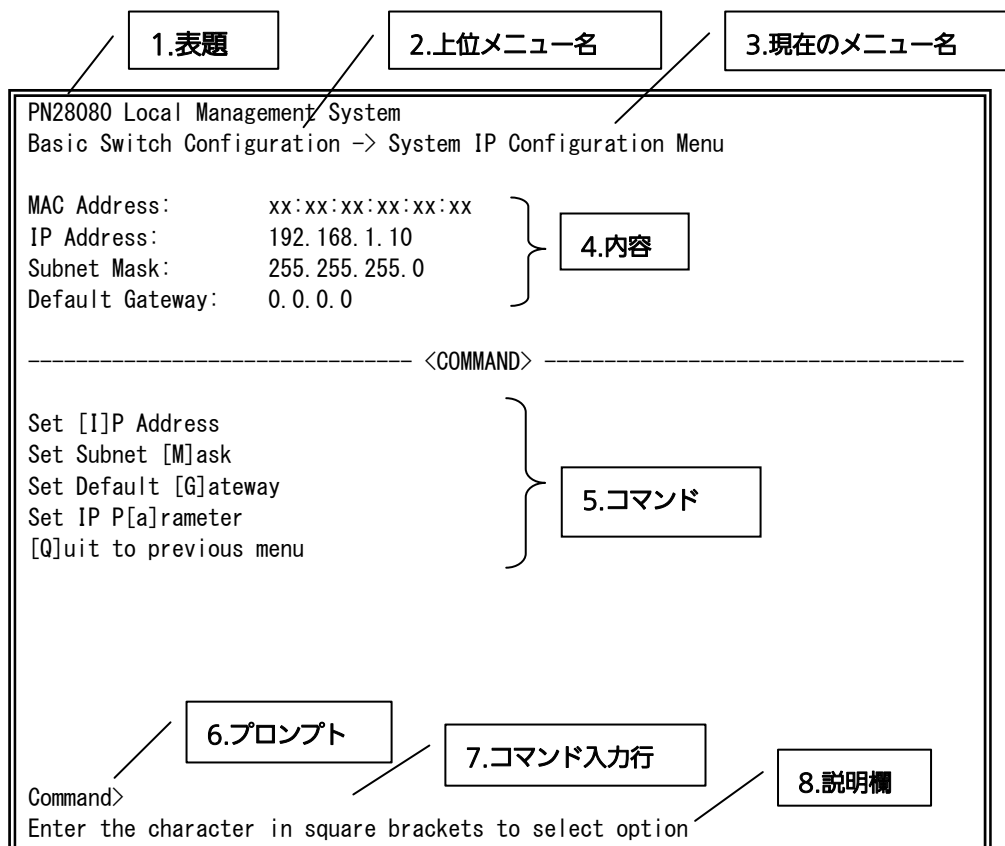 1.表題
2.上位メニュー名
3.現在のメニュー名
PN28080 Local Management System
Basic Switch Configuration -> System IP Configuration Menu
MAC Address: xx:xx:xx:xx:xx:xx
IP Address: 192.168.1.10
4.内容
Subnet Mask: 255.255.255.0
Default Gateway: 0.0.0.0
-------------------------------- <COMMAND> -----------------------------------
Set [I]P Address
Set Subnet [M]ask
Set Default [G]ateway
5.コマンド
Set IP P[a]rameter
[Q]uit to previous menu
6.プロンプト
7.コマンド入力行
8.説明欄
Command>
Enter the character in square brackets to select option